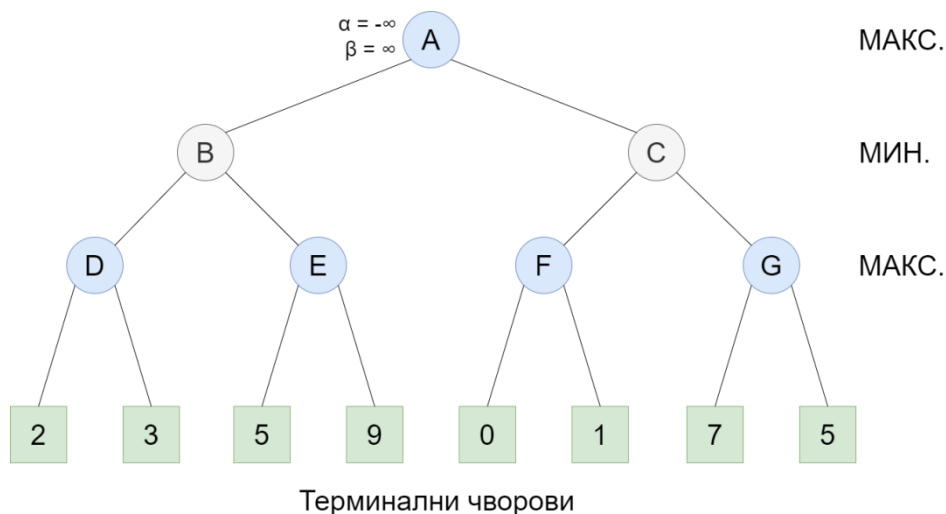 α = -∞
β = ∞
A
МАКС.
B
C
МИН.
D
E
F
G
МАКС.
2
3
5
9
0
1
7
5
Терминални чворови